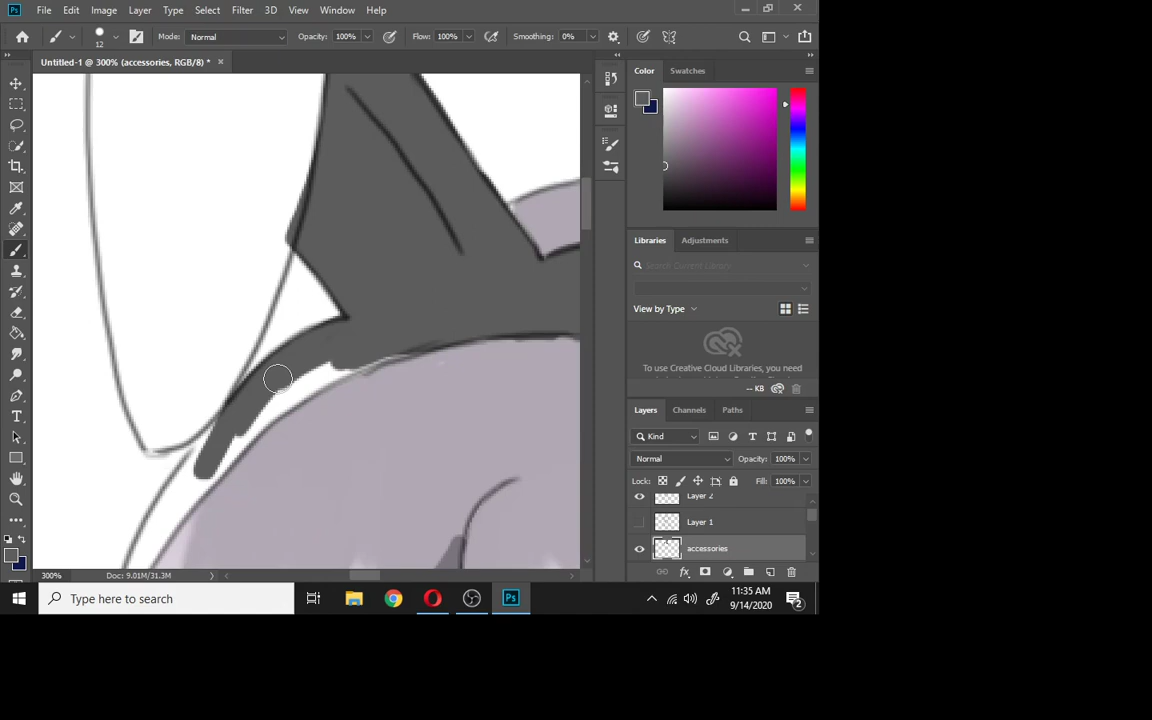 Ps File Edit Image Layer Type Select Filter 3D View Window Help
12 Mode: Normal Opacity: 100% Flow: 100% Smoothing: 0%
Untitled-1 @ 300% (accessories, RGB/8) *
Color Swatches
Libraries Adjustments
Search Current Library
View by Type
To use Creative Cloud Libraries, you need
-- KB
Layers Channels Paths
Kind
Normal Opacity: 100%
Lock: Fill: 100%
Layer 2
Layer 1
accessories
300% Doc: 9.01M/31.3M
Type here to search
Ps
11:35 AM
9/14/2020
2